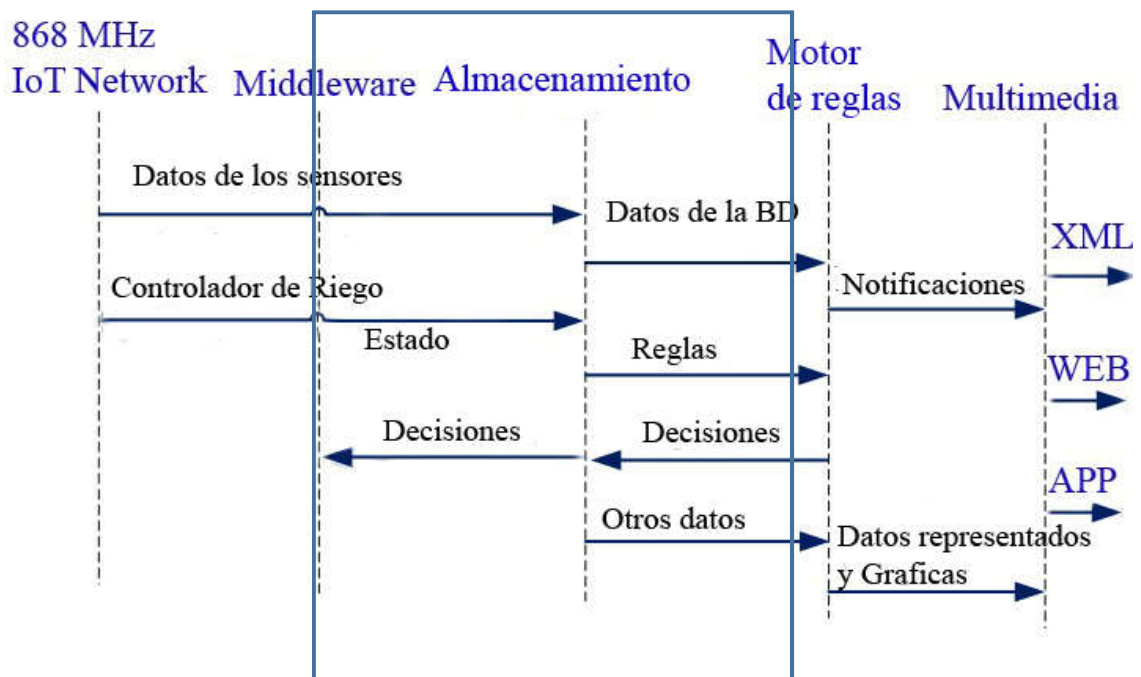 868 MHz
IoT Network
Middleware
Almacenamiento
Motor
de reglas
Multimedia
Datos de los sensores
Datos de la BD
XML
Controlador de Riego
Notificaciones
Estado
Reglas
WEB
Decisiones
Decisiones
APP
Otros datos
Datos representados
y Graficas